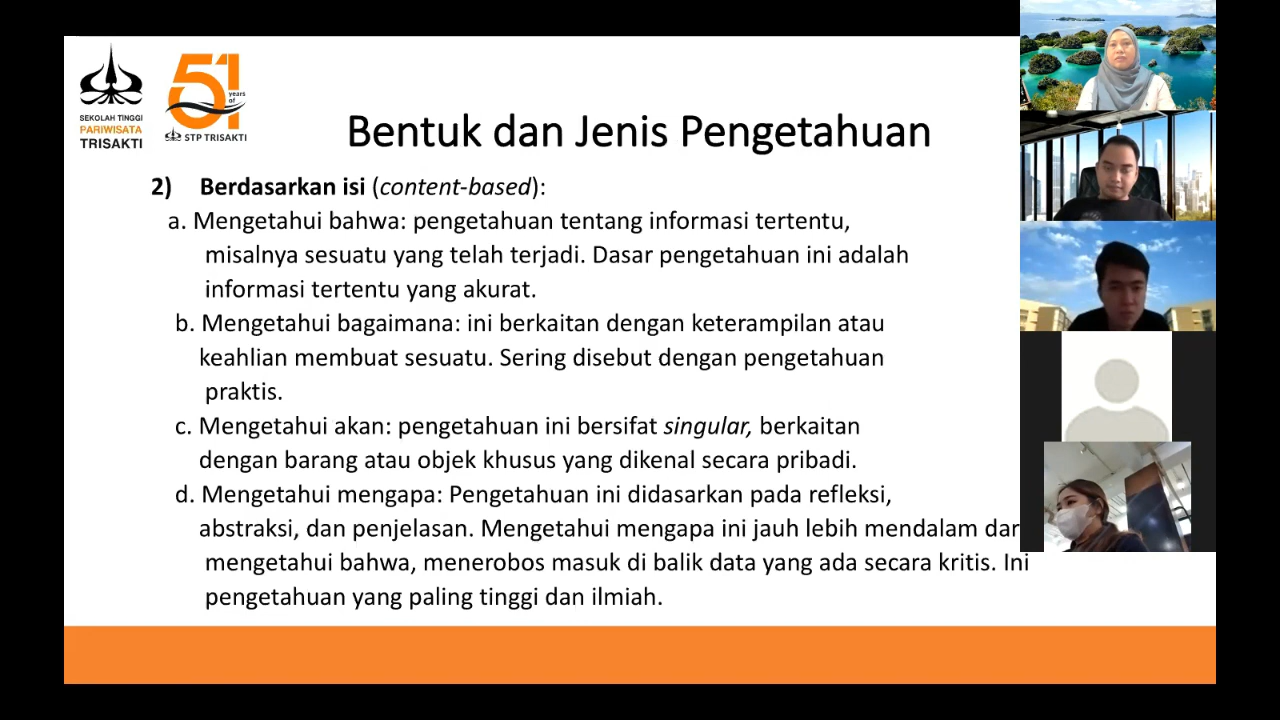 SEKOLAH TINGGI
PARIWISATA
TRISAKTI
51
years
of
STP TRISAKTI
Bentuk dan Jenis Pengetahuan
2) Berdasarkan isi (content-based):
a. Mengetahui bahwa: pengetahuan tentang informasi tertentu,
misalnya sesuatu yang telah terjadi. Dasar pengetahuan ini adalah
informasi tertentu yang akurat.
b. Mengetahui bagaimana: ini berkaitan dengan keterampilan atau
keahlian membuat sesuatu. Sering disebut dengan pengetahuan
praktis.
c. Mengetahui akan: pengetahuan ini bersifat singular, berkaitan
dengan barang atau objek khusus yang dikenal secara pribadi.
d. Mengetahui mengapa: Pengetahuan ini didasarkan pada refleksi,
abstraksi, dan penjelasan. Mengetahui mengapa ini jauh lebih mendalam dar
mengetahui bahwa, menerobos masuk di balik data yang ada secara kritis. Ini
pengetahuan yang paling tinggi dan ilmiah.